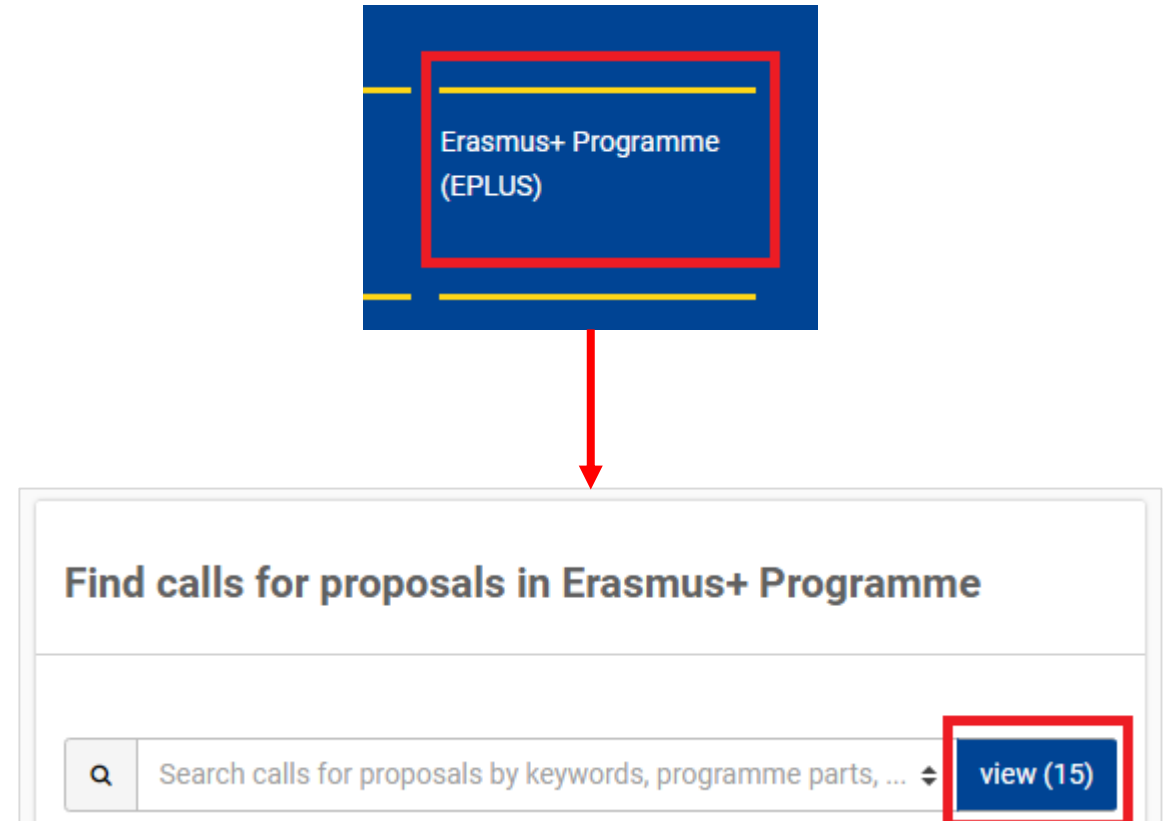 Erasmus+ Programme
(EPLUS)
Find calls for proposals in Erasmus+ Programme
Search calls for proposals by keywords, programme parts, ...
view (15)